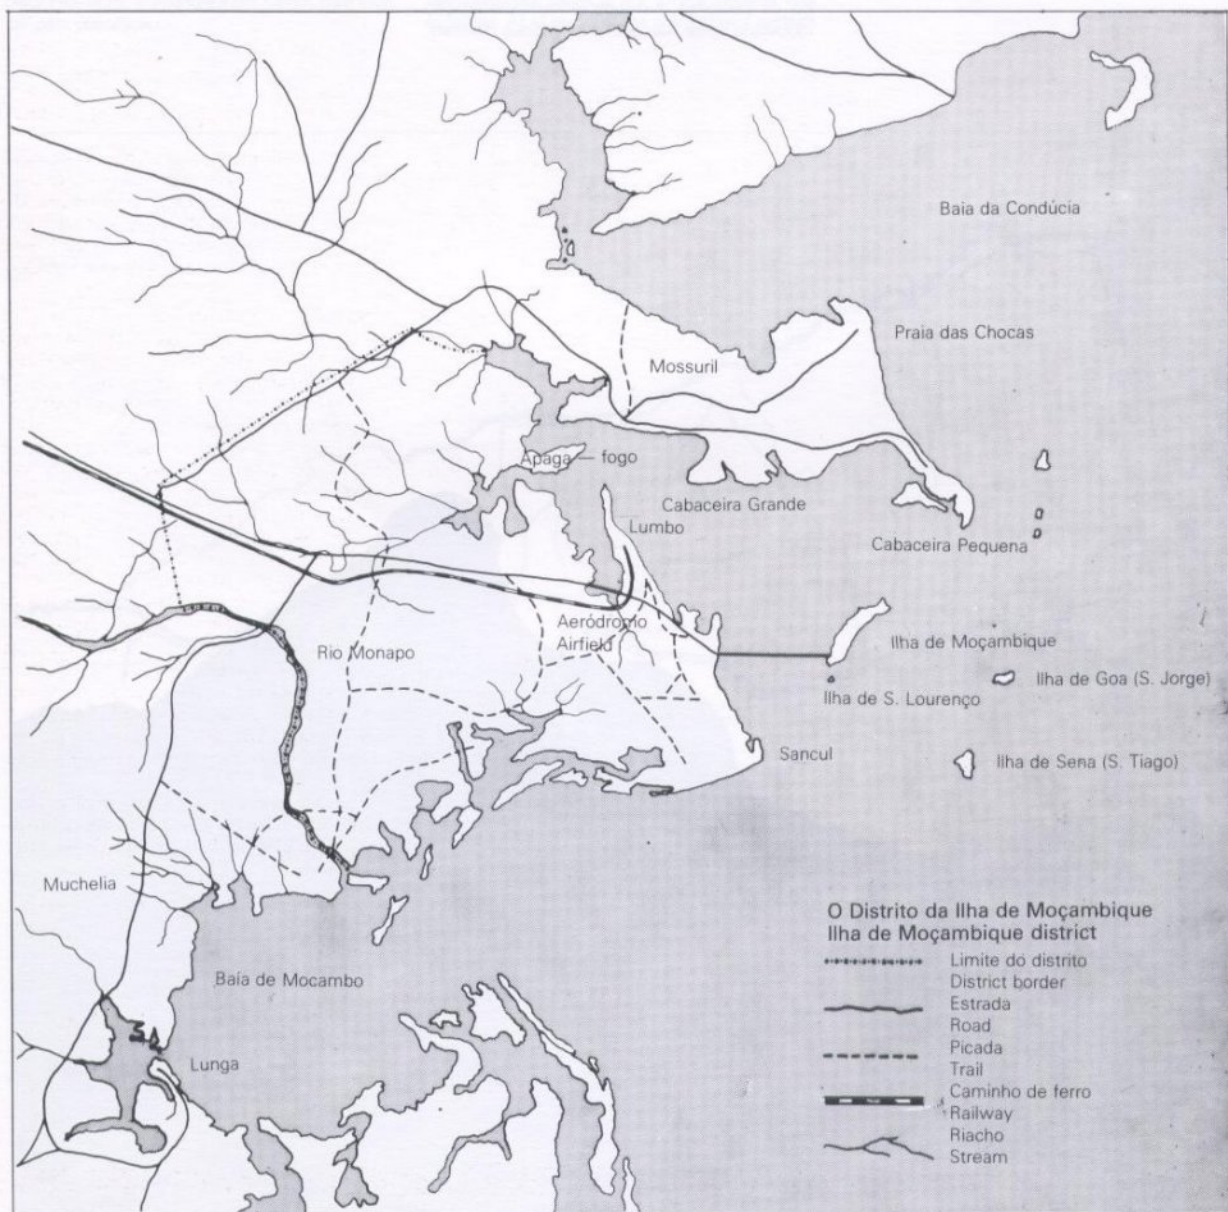 Baia da Condúcia
Praia das Chocas
Mossuril
Apaga — fogo
Cabaceira Grande
Lumbo
Cabaceira Pequena
Aeródromo
Airfield
Ilha de Moçambique
Rio Monapo
Ilha de Goa (S. Jorge)
Ilha de S. Lourenço
Sancul
Ilha de Sena (S. Tiago)
Muchelia
O Distrito da Ilha de Moçambique
Ilha de Moçambique district
Limite do distrito
District border
Estrada
Road
Picada
Trail
Caminho de ferro
Railway
Riacho
Stream
Baía de Mocambo
Lunga